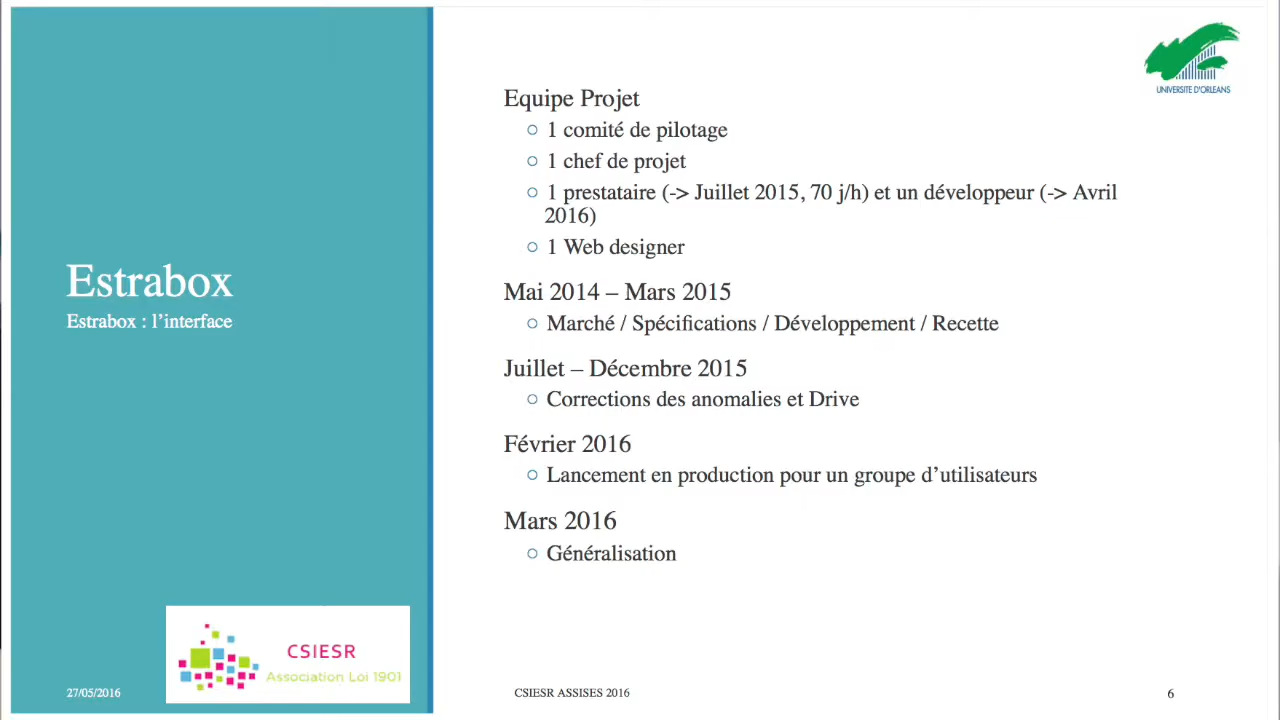 UNIVERSITE D'ORLEANS
Estrabox
Estrabox : l’interface
Equipe Projet
1 comité de pilotage
1 chef de projet
1 prestataire (-> Juillet 2015, 70 j/h) et un développeur (-> Avril
2016)
1 Web designer
Mai 2014 – Mars 2015
Marché / Spécifications / Développement / Recette
Juillet – Décembre 2015
Corrections des anomalies et Drive
Février 2016
Lancement en production pour un groupe d’utilisateurs
Mars 2016
Généralisation
CSIESR
Association Loi 1901
27/05/2016
CSIESR ASSISES 2016
6